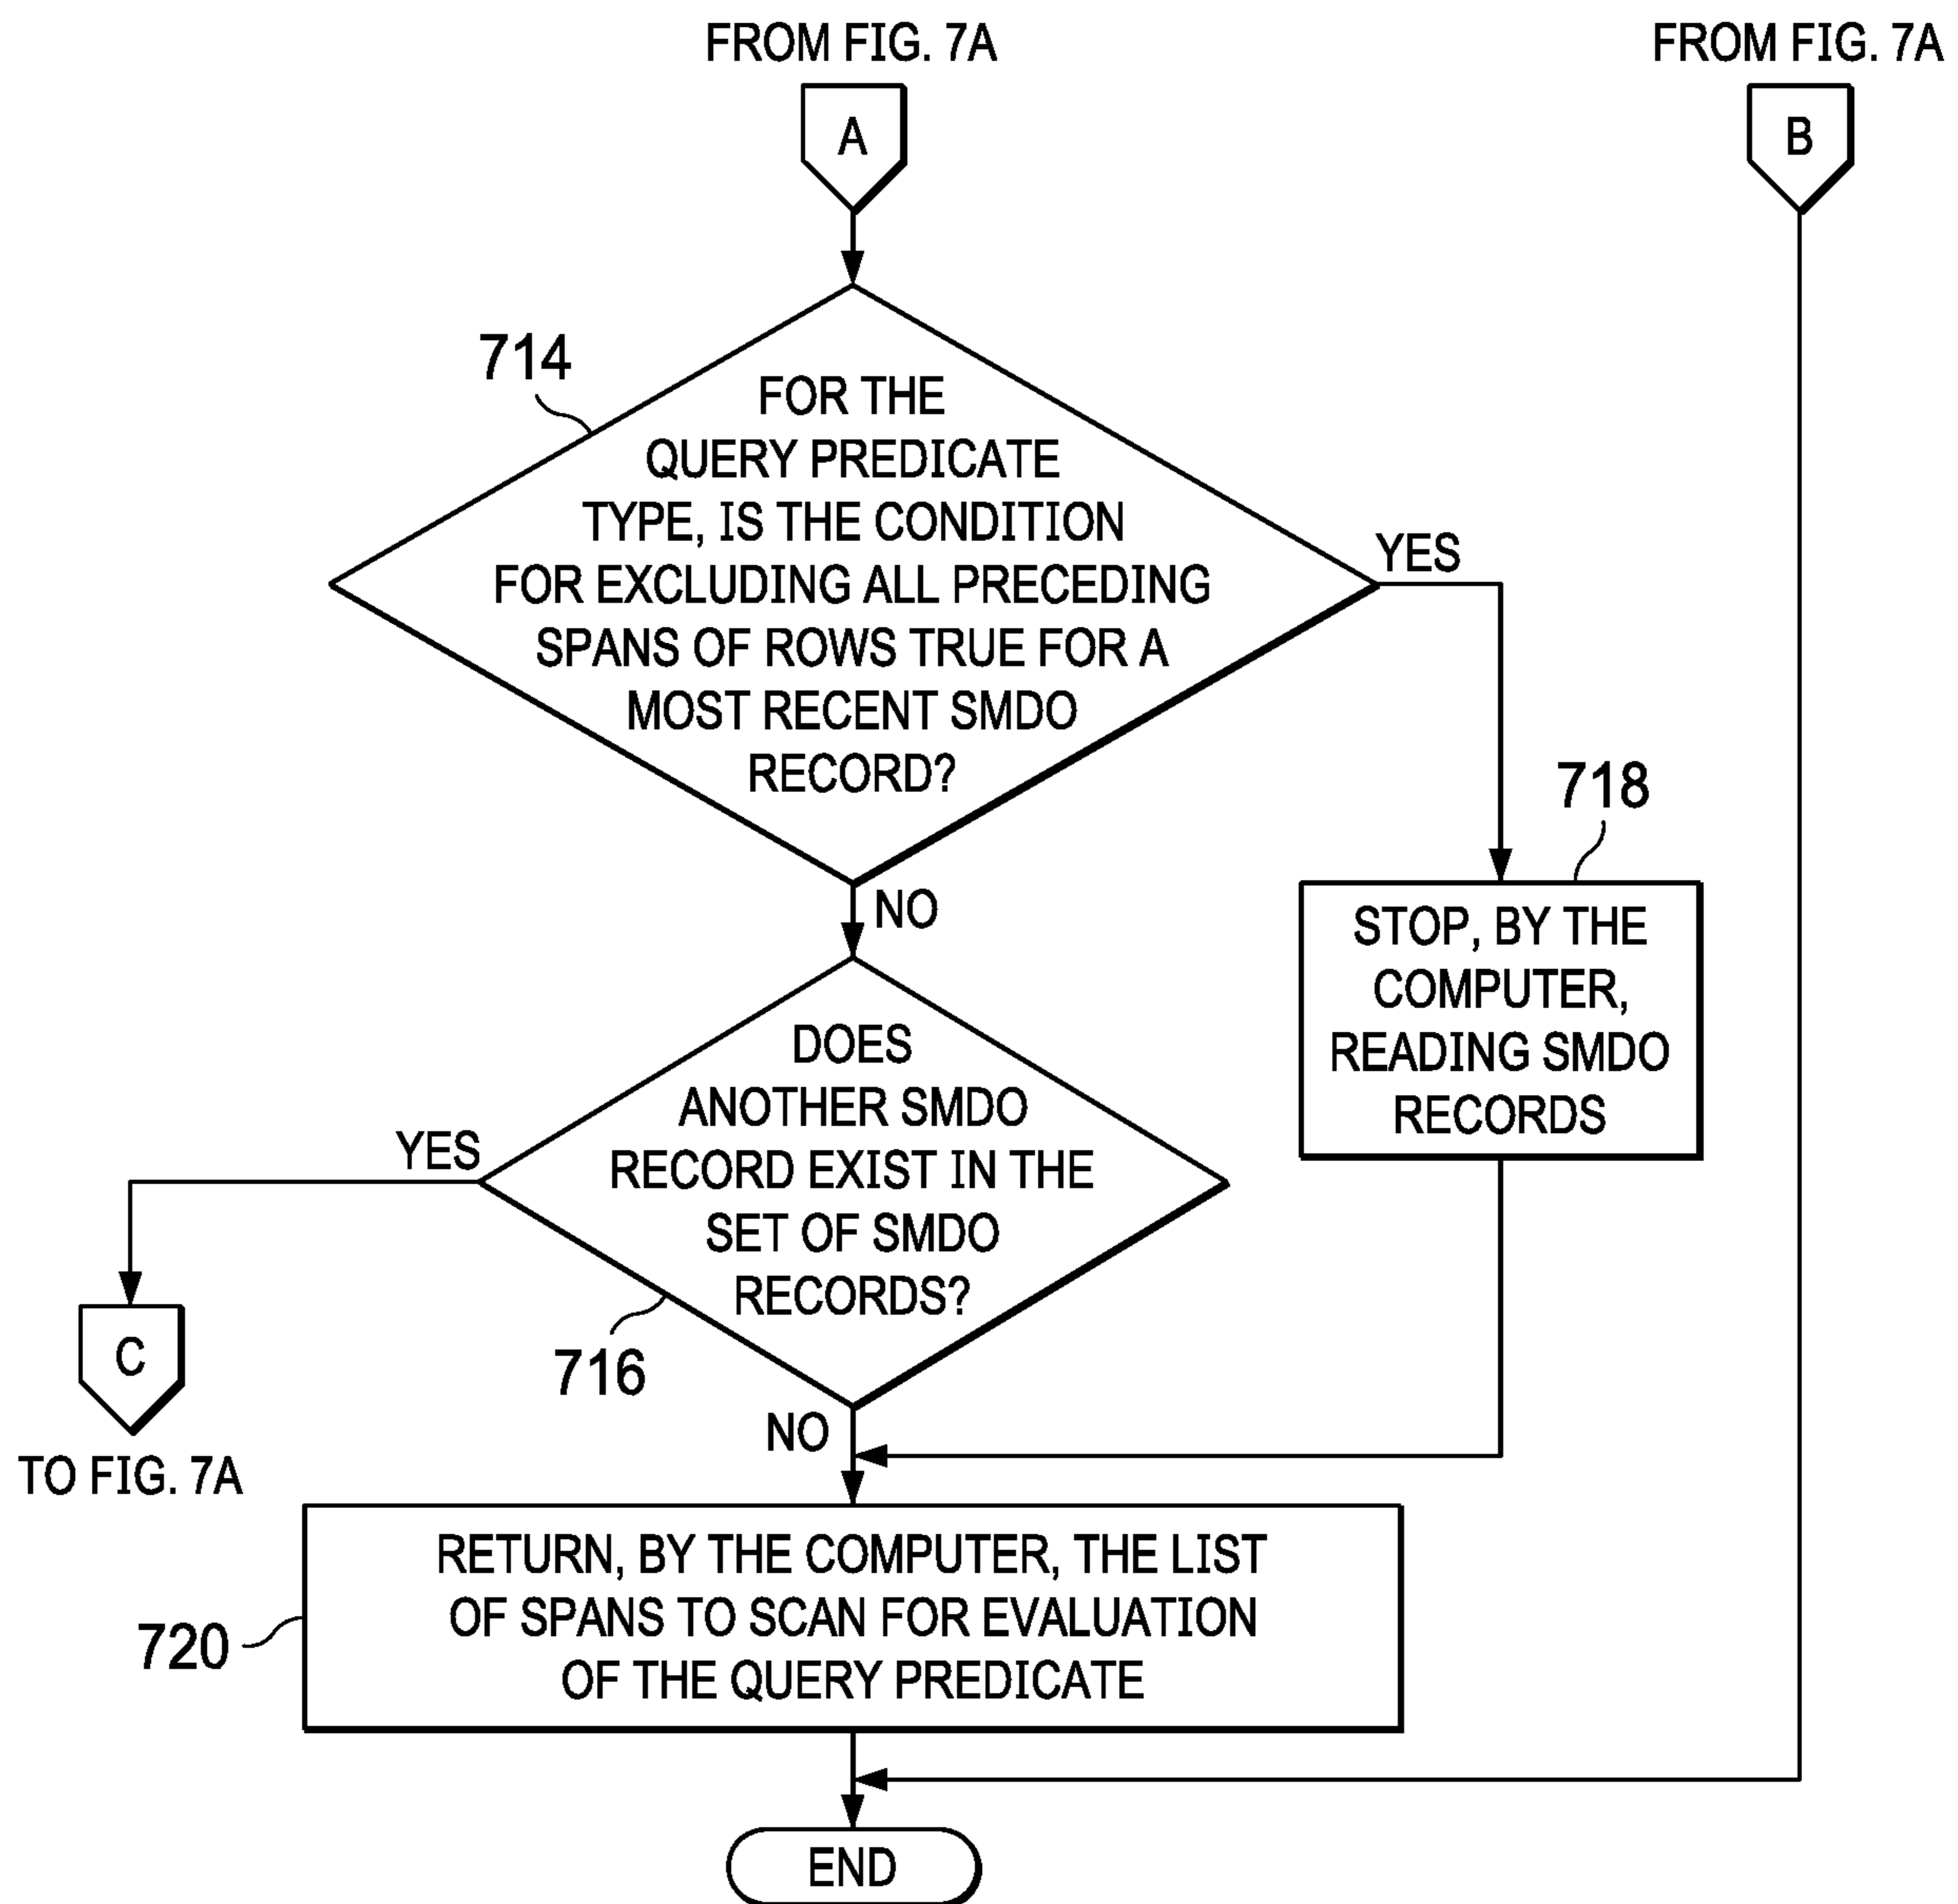 FROM FIG. 7A
FROM FIG. 7A
A
B
714
FOR THE
QUERY PREDICATE
TYPE, IS THE CONDITION
FOR EXCLUDING ALL PRECEDING
SPANS OF ROWS TRUE FOR A
MOST RECENT SMDO
RECORD?
YES
NO
718
STOP, BY THE
COMPUTER,
READING SMDO
RECORDS
DOES
ANOTHER SMDO
RECORD EXIST IN THE
SET OF SMDO
RECORDS?
YES
716
C
TO FIG. 7A
NO
RETURN, BY THE COMPUTER, THE LIST
OF SPANS TO SCAN FOR EVALUATION
OF THE QUERY PREDICATE
720
END